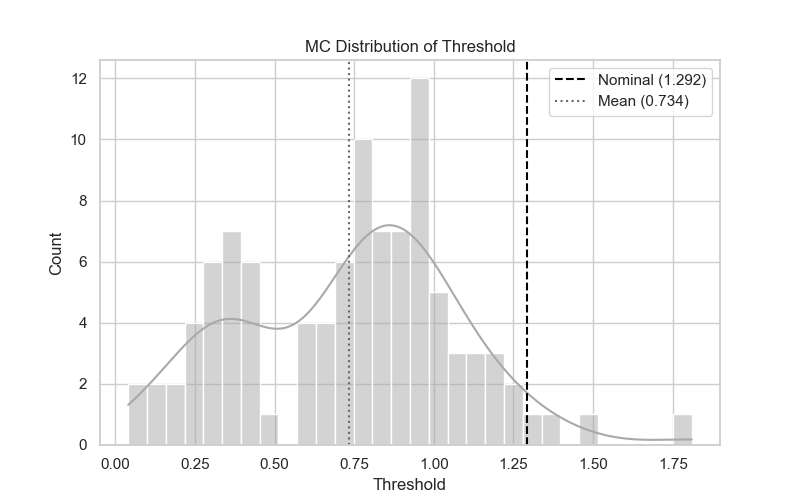 MC Distribution of Threshold
Nominal (1.292)
Mean (0.734)
12
10
8
6
4
2
0
Count
0.00 0.25 0.50 0.75 1.00 1.25 1.50 1.75
Threshold